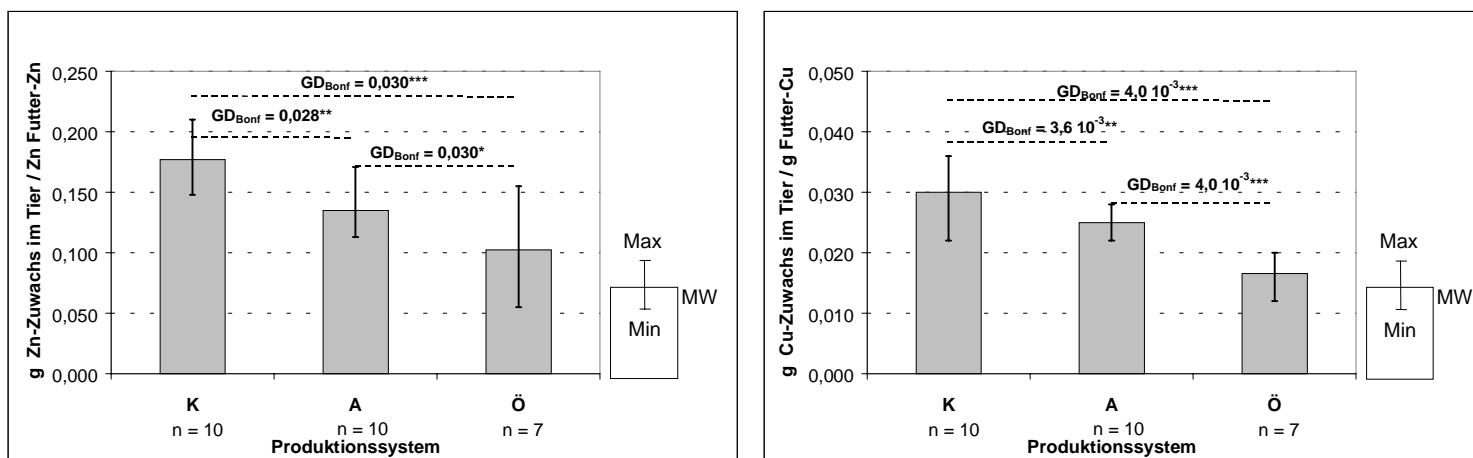 g Zn-Zuwachs im Tier / Zn Futter-Zn
0,250
0,200
0,150
0,100
0,050
0,000
GD_Bonf = 0,030***
GD_Bonf = 0,028**
GD_Bonf = 0,030*
K
A
Ö
n = 10
n = 10
n = 7
Produktionssystem
Max
MW
Min
g Cu-Zuwachs im Tier / g Futter-Cu
0,050
0,040
0,030
0,020
0,010
0,000
GD_Bonf = 4,0 10^-3***
GD_Bonf = 3,6 10^-3**
GD_Bonf = 4,0 10^-3***
K
A
Ö
n = 10
n = 10
n = 7
Produktionssystem
Max
MW
Min